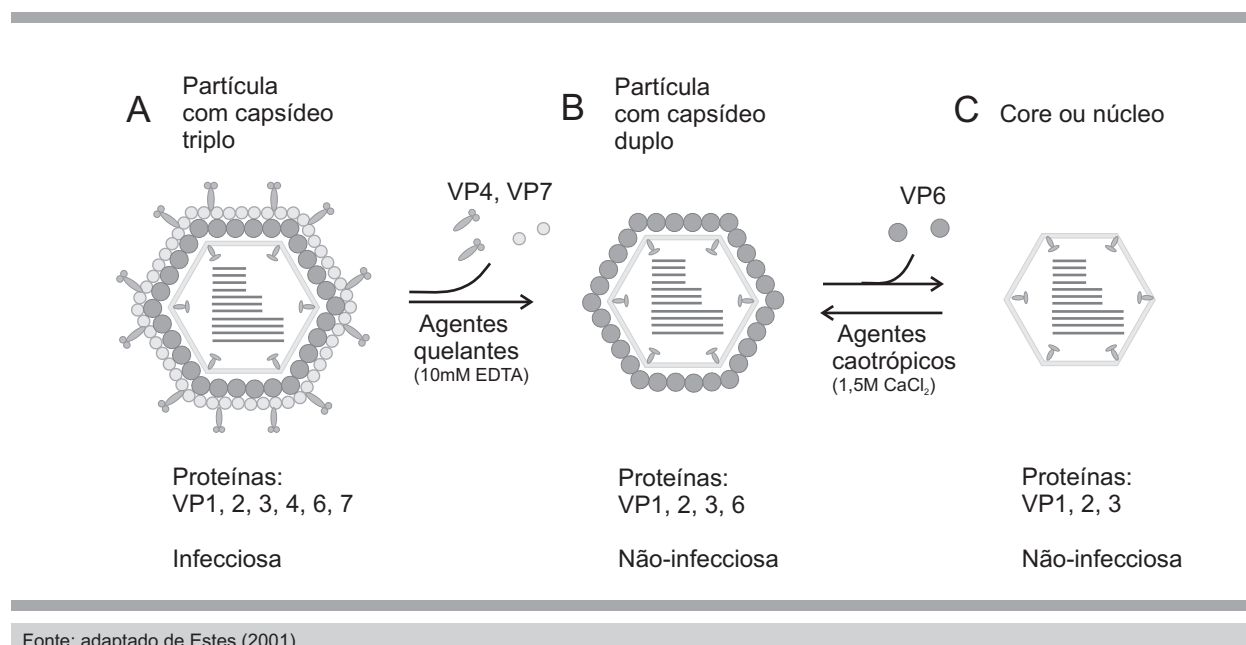 A
Partícula
com capsídeo
triplo
B
Partícula
com capsídeo
duplo
C
Core ou núcleo
VP4, VP7
VP6
Agentes
quelantes
(10mM EDTA)
Agentes
caotrópicos
(1,5M CaCl₂)
Proteínas:
VP1, 2, 3, 4, 6, 7
Infecciosa
Proteínas:
VP1, 2, 3, 6
Não-infecciosa
Proteínas:
VP1, 2, 3
Não-infecciosa
Fonte: adaptado de Estes (2001)